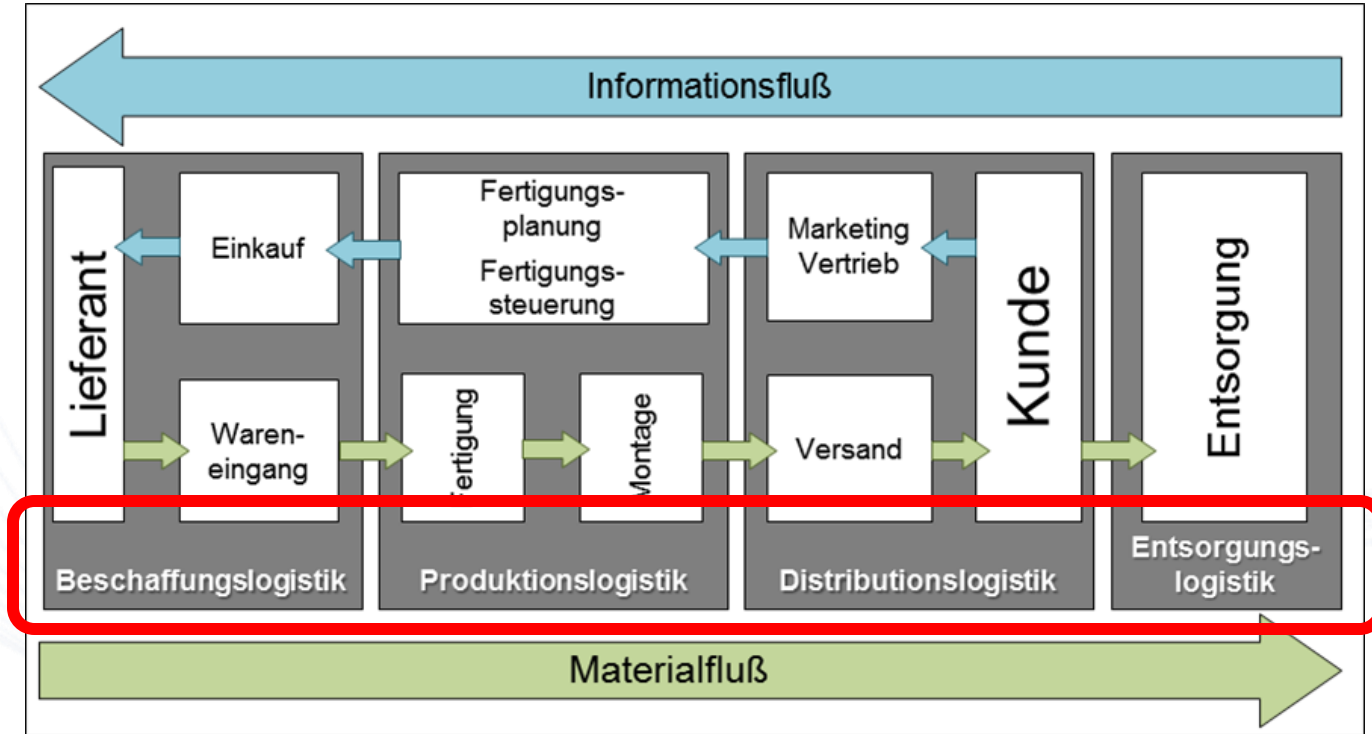 Informationsfluß
Lieferant
Einkauf
Fertigungs-
planung
Fertigungs-
steuerung
Marketing
Vertrieb
Kunde
Entsorgung
Waren-
eingang
Fertigung
Montage
Versand
Beschaffungslogistik
Produktionslogistik
Distributionslogistik
Entsorgungs-
logistik
Materialfluß